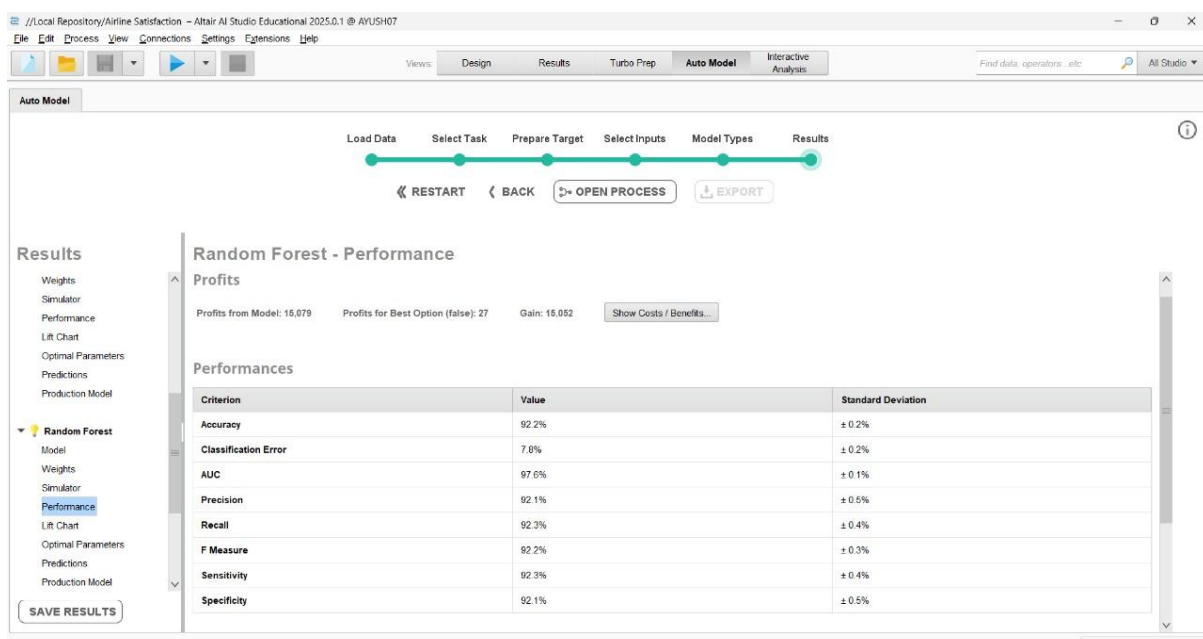 //Local Repository/Airline Satisfaction – Altair AI Studio Educational 2025.0.1 @ AYUSH07
File Edit Process View Connections Settings Extensions Help
Views: Design Results Turbo Prep Auto Model Interactive Analysis
Find data, operators...etc All Studio
Auto Model
Load Data Select Task Prepare Target Select Inputs Model Types Results
RESTART BACK OPEN PROCESS EXPORT
Results
Weights
Simulator
Performance
Lift Chart
Optimal Parameters
Predictions
Production Model
Random Forest
Model
Weights
Simulator
Performance
Lift Chart
Optimal Parameters
Predictions
Production Model
SAVE RESULTS
Random Forest - Performance
Profits
Profits from Model: 15,079 Profits for Best Option (false): 27 Gain: 15,052 Show Costs / Benefits...
Performances
Criterion Value Standard Deviation
Accuracy 92.2% ± 0.2%
Classification Error 7.8% ± 0.2%
AUC 97.6% ± 0.1%
Precision 92.1% ± 0.5%
Recall 92.3% ± 0.4%
F Measure 92.2% ± 0.3%
Sensitivity 92.3% ± 0.4%
Specificity 92.1% ± 0.5%